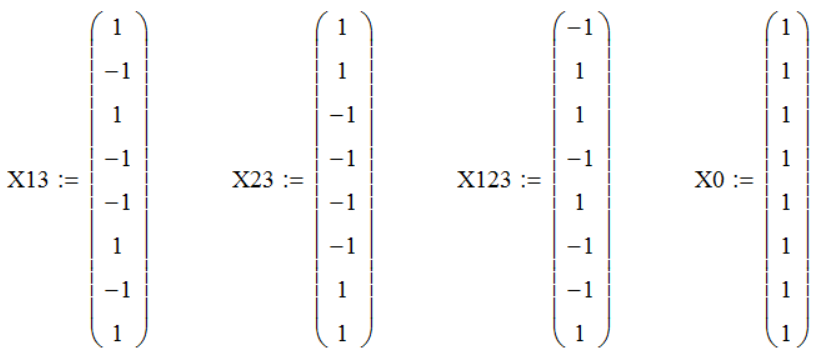 1 1 -1 1
-1 1 1 1
1 -1 1 1
-1 -1 -1 1
X13 := X23 := X123 := X0 :=
-1 -1 1 1
1 -1 -1 1
-1 1 -1 1
1 1 1 1